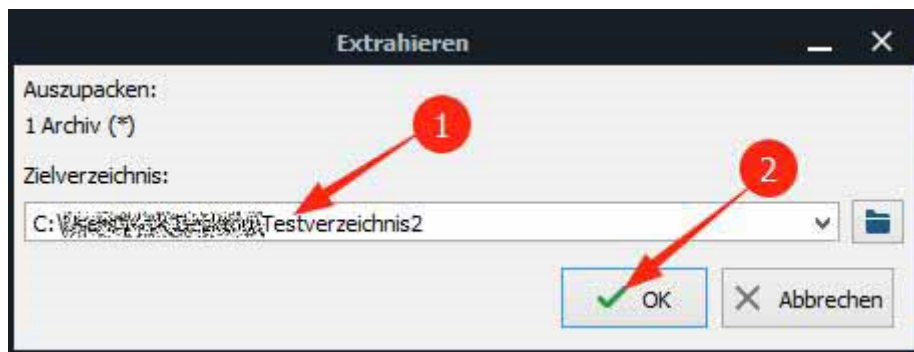 Extrahieren
Auszupacken:
1 Archiv (*)
1
Zielverzeichnis:
2
C:\ Testverzeichnis2
OK
Abbrechen